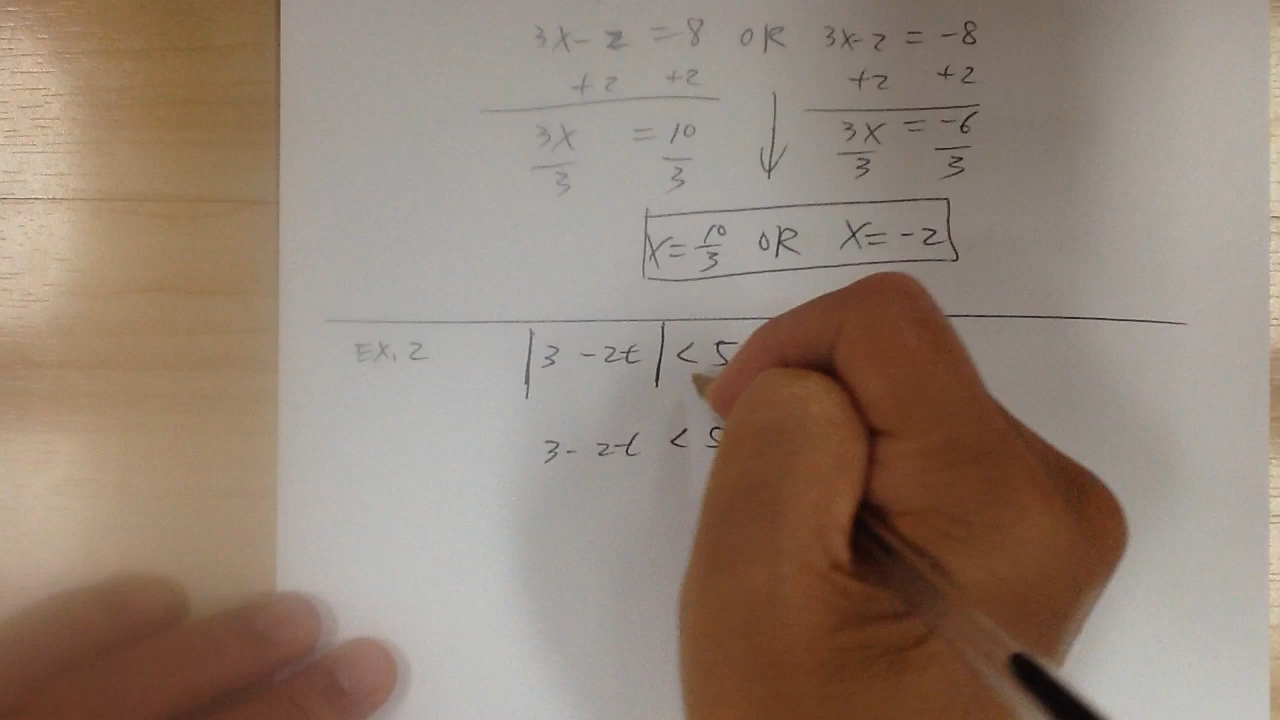 3x-2 = 8 OR 3x-2 = -8
+2 +2 +2 +2
3x = 10 3x = -6
3 3 3 3
x = 10/3 OR x = -2
EX. 2 |3 - 2t| < 5
3 - 2t < 5